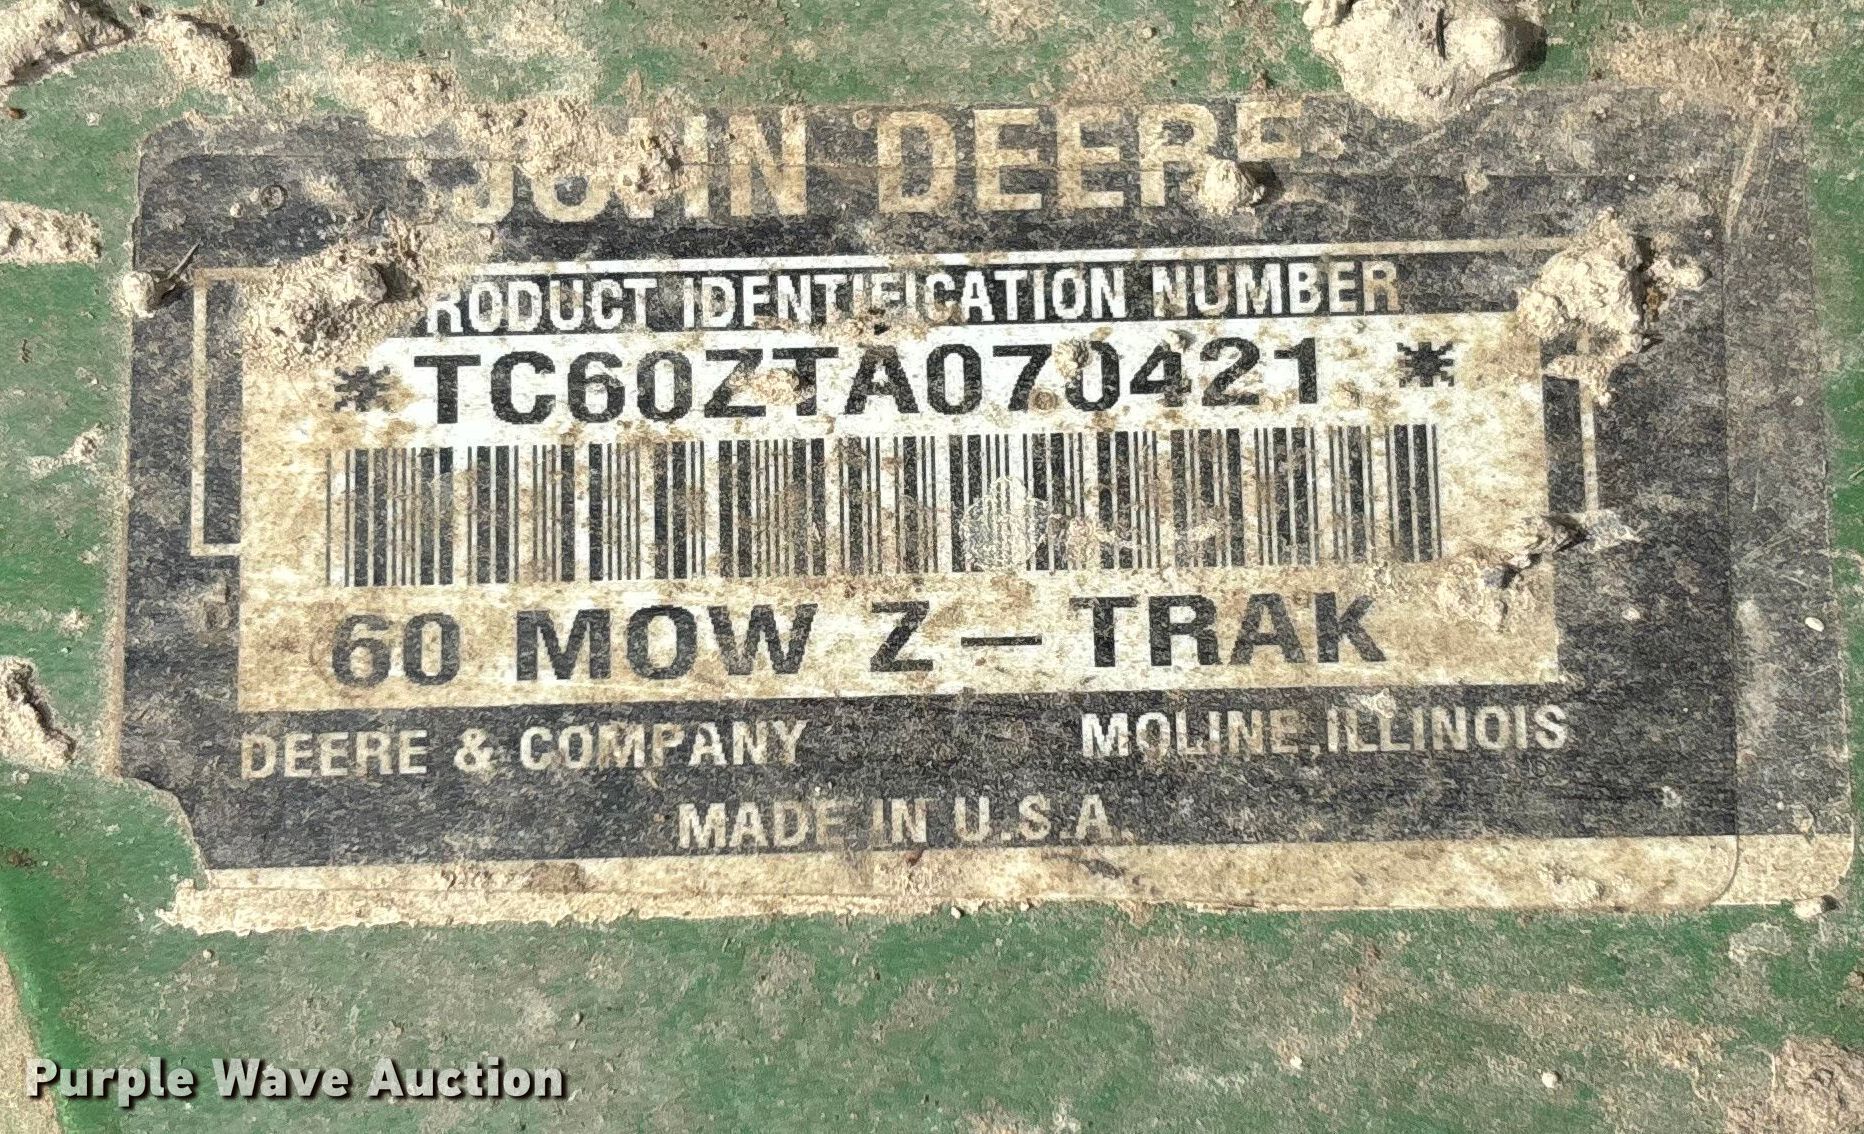 JOHN DEERE
PRODUCT IDENTIFICATION NUMBER
* TC60ZTA070421 *
60 MOW Z – TRAK
DEERE & COMPANY MOLINE, ILLINOIS
MADE IN U.S.A.
Purple Wave Auction